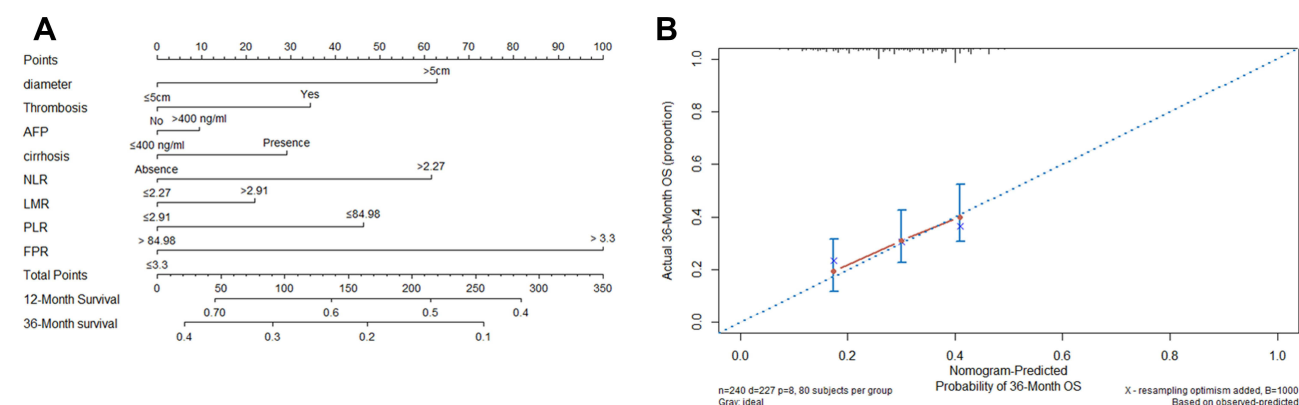 A
0 10 20 30 40 50 60 70 80 90 100
Points
>5cm
diameter
≤5cm
Yes
Thrombosis
No
>400 ng/ml
AFP
≤400 ng/ml
Presence
cirrhosis
Absence
>2.27
NLR
≤2.27
>2.91
LMR
≤2.91
≤84.98
PLR
> 84.98
> 3.3
FPR
≤3.3
Total Points
0 50 100 150 200 250 300 350
12-Month Survival
0.70 0.6 0.5 0.4
36-Month survival
0.4 0.3 0.2 0.1
B
Actual 36-Month OS (proportion)
1.0
0.8
0.6
0.4
0.2
0.0
0.0 0.2 0.4 0.6 0.8 1.0
Nomogram-Predicted
Probability of 36-Month OS
n=240 d=227 p=8, 80 subjects per group
Gray: ideal
X - resampling optimism added, B=1000
Based on observed-predicted